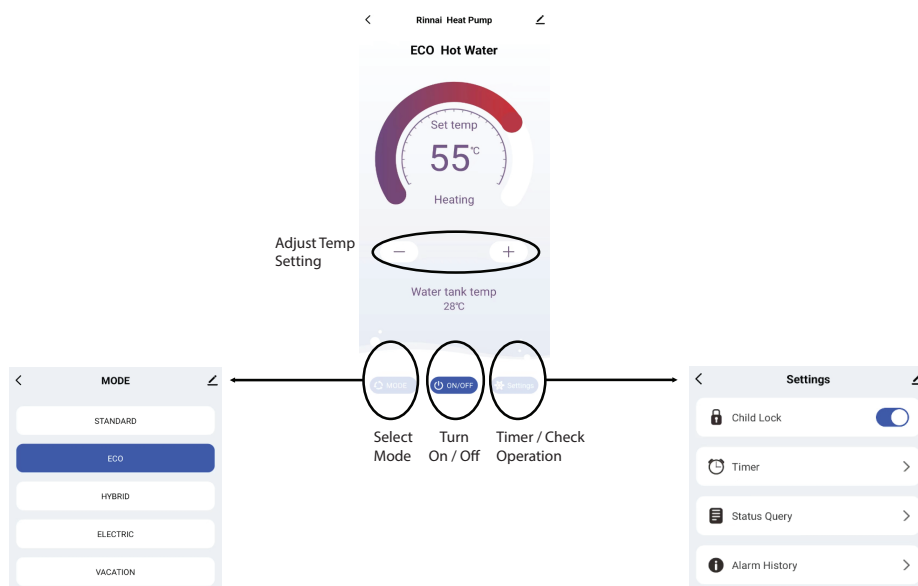 Rinnai Heat Pump
ECO Hot Water
Set temp
55°C
Heating
Adjust Temp
Setting
Water tank temp
28°C
MODE
ON/OFF
Settings
Select
Mode
Turn
On / Off
Timer / Check
Operation
MODE
STANDARD
ECO
HYBRID
ELECTRIC
VACATION
Settings
Child Lock
Timer
Status Query
Alarm History